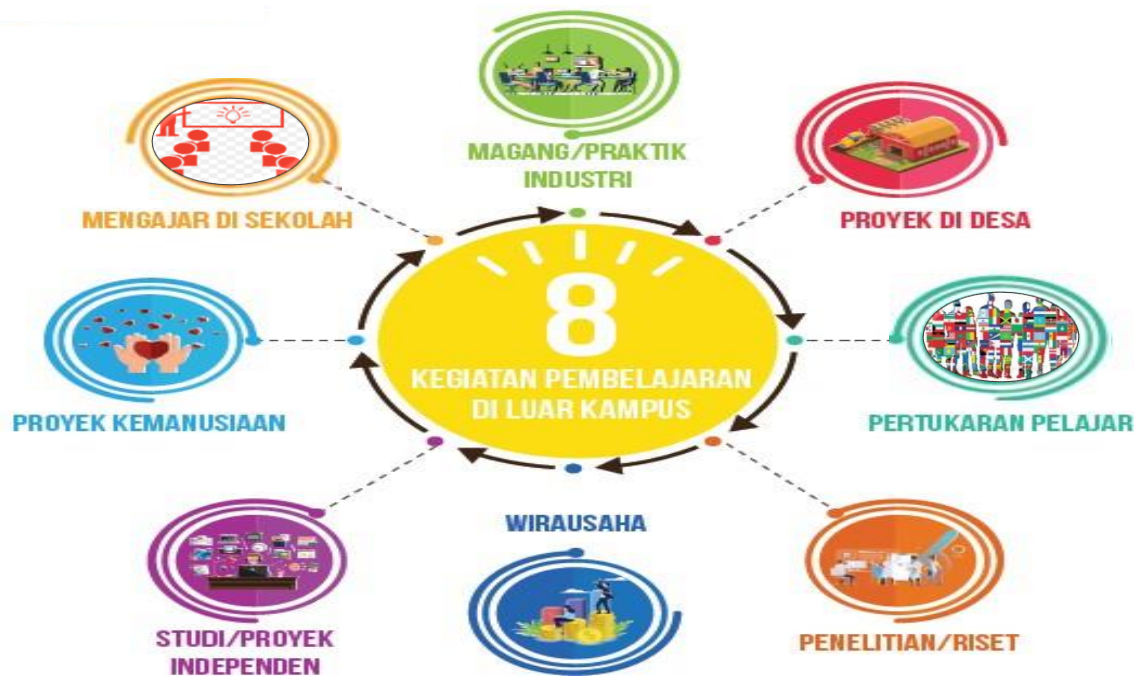 MAGANG/PRAKTIK
INDUSTRI
MENGAJAR DI SEKOLAH
PROYEK DI DESA
8
KEGIATAN PEMBELAJARAN
DI LUAR KAMPUS
PROYEK KEMANUSIAAN
PERTUKARAN PELAJAR
WIRAUSAHA
STUDI/PROYEK
INDEPENDEN
PENELITIAN/RISET